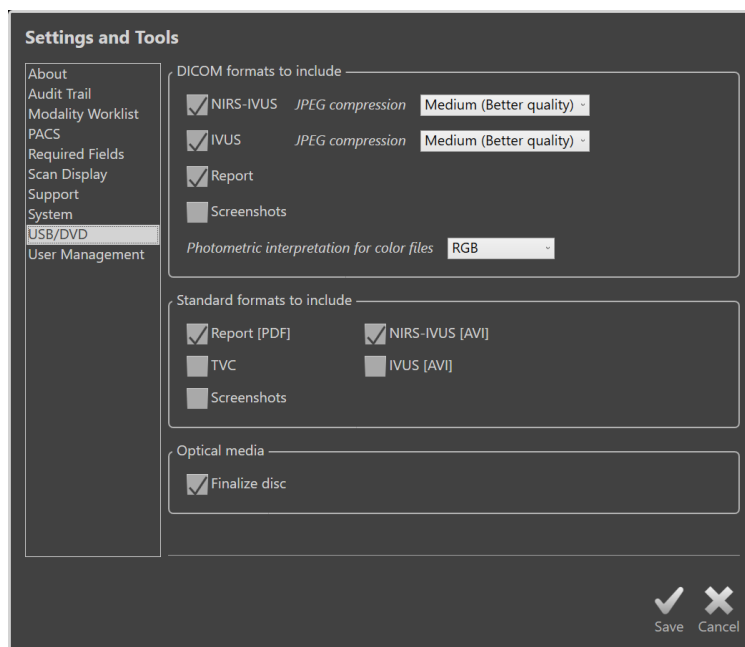 Settings and Tools
About
Audit Trail
Modality Worklist
PACS
Required Fields
Scan Display
Support
System
USB/DVD
User Management
DICOM formats to include
NIRS-IVUS JPEG compression Medium (Better quality)
IVUS JPEG compression Medium (Better quality)
Report
Screenshots
Photometric interpretation for color files RGB
Standard formats to include
Report [PDF] NIRS-IVUS [AVI]
TVC IVUS [AVI]
Screenshots
Optical media
Finalize disc
Save Cancel